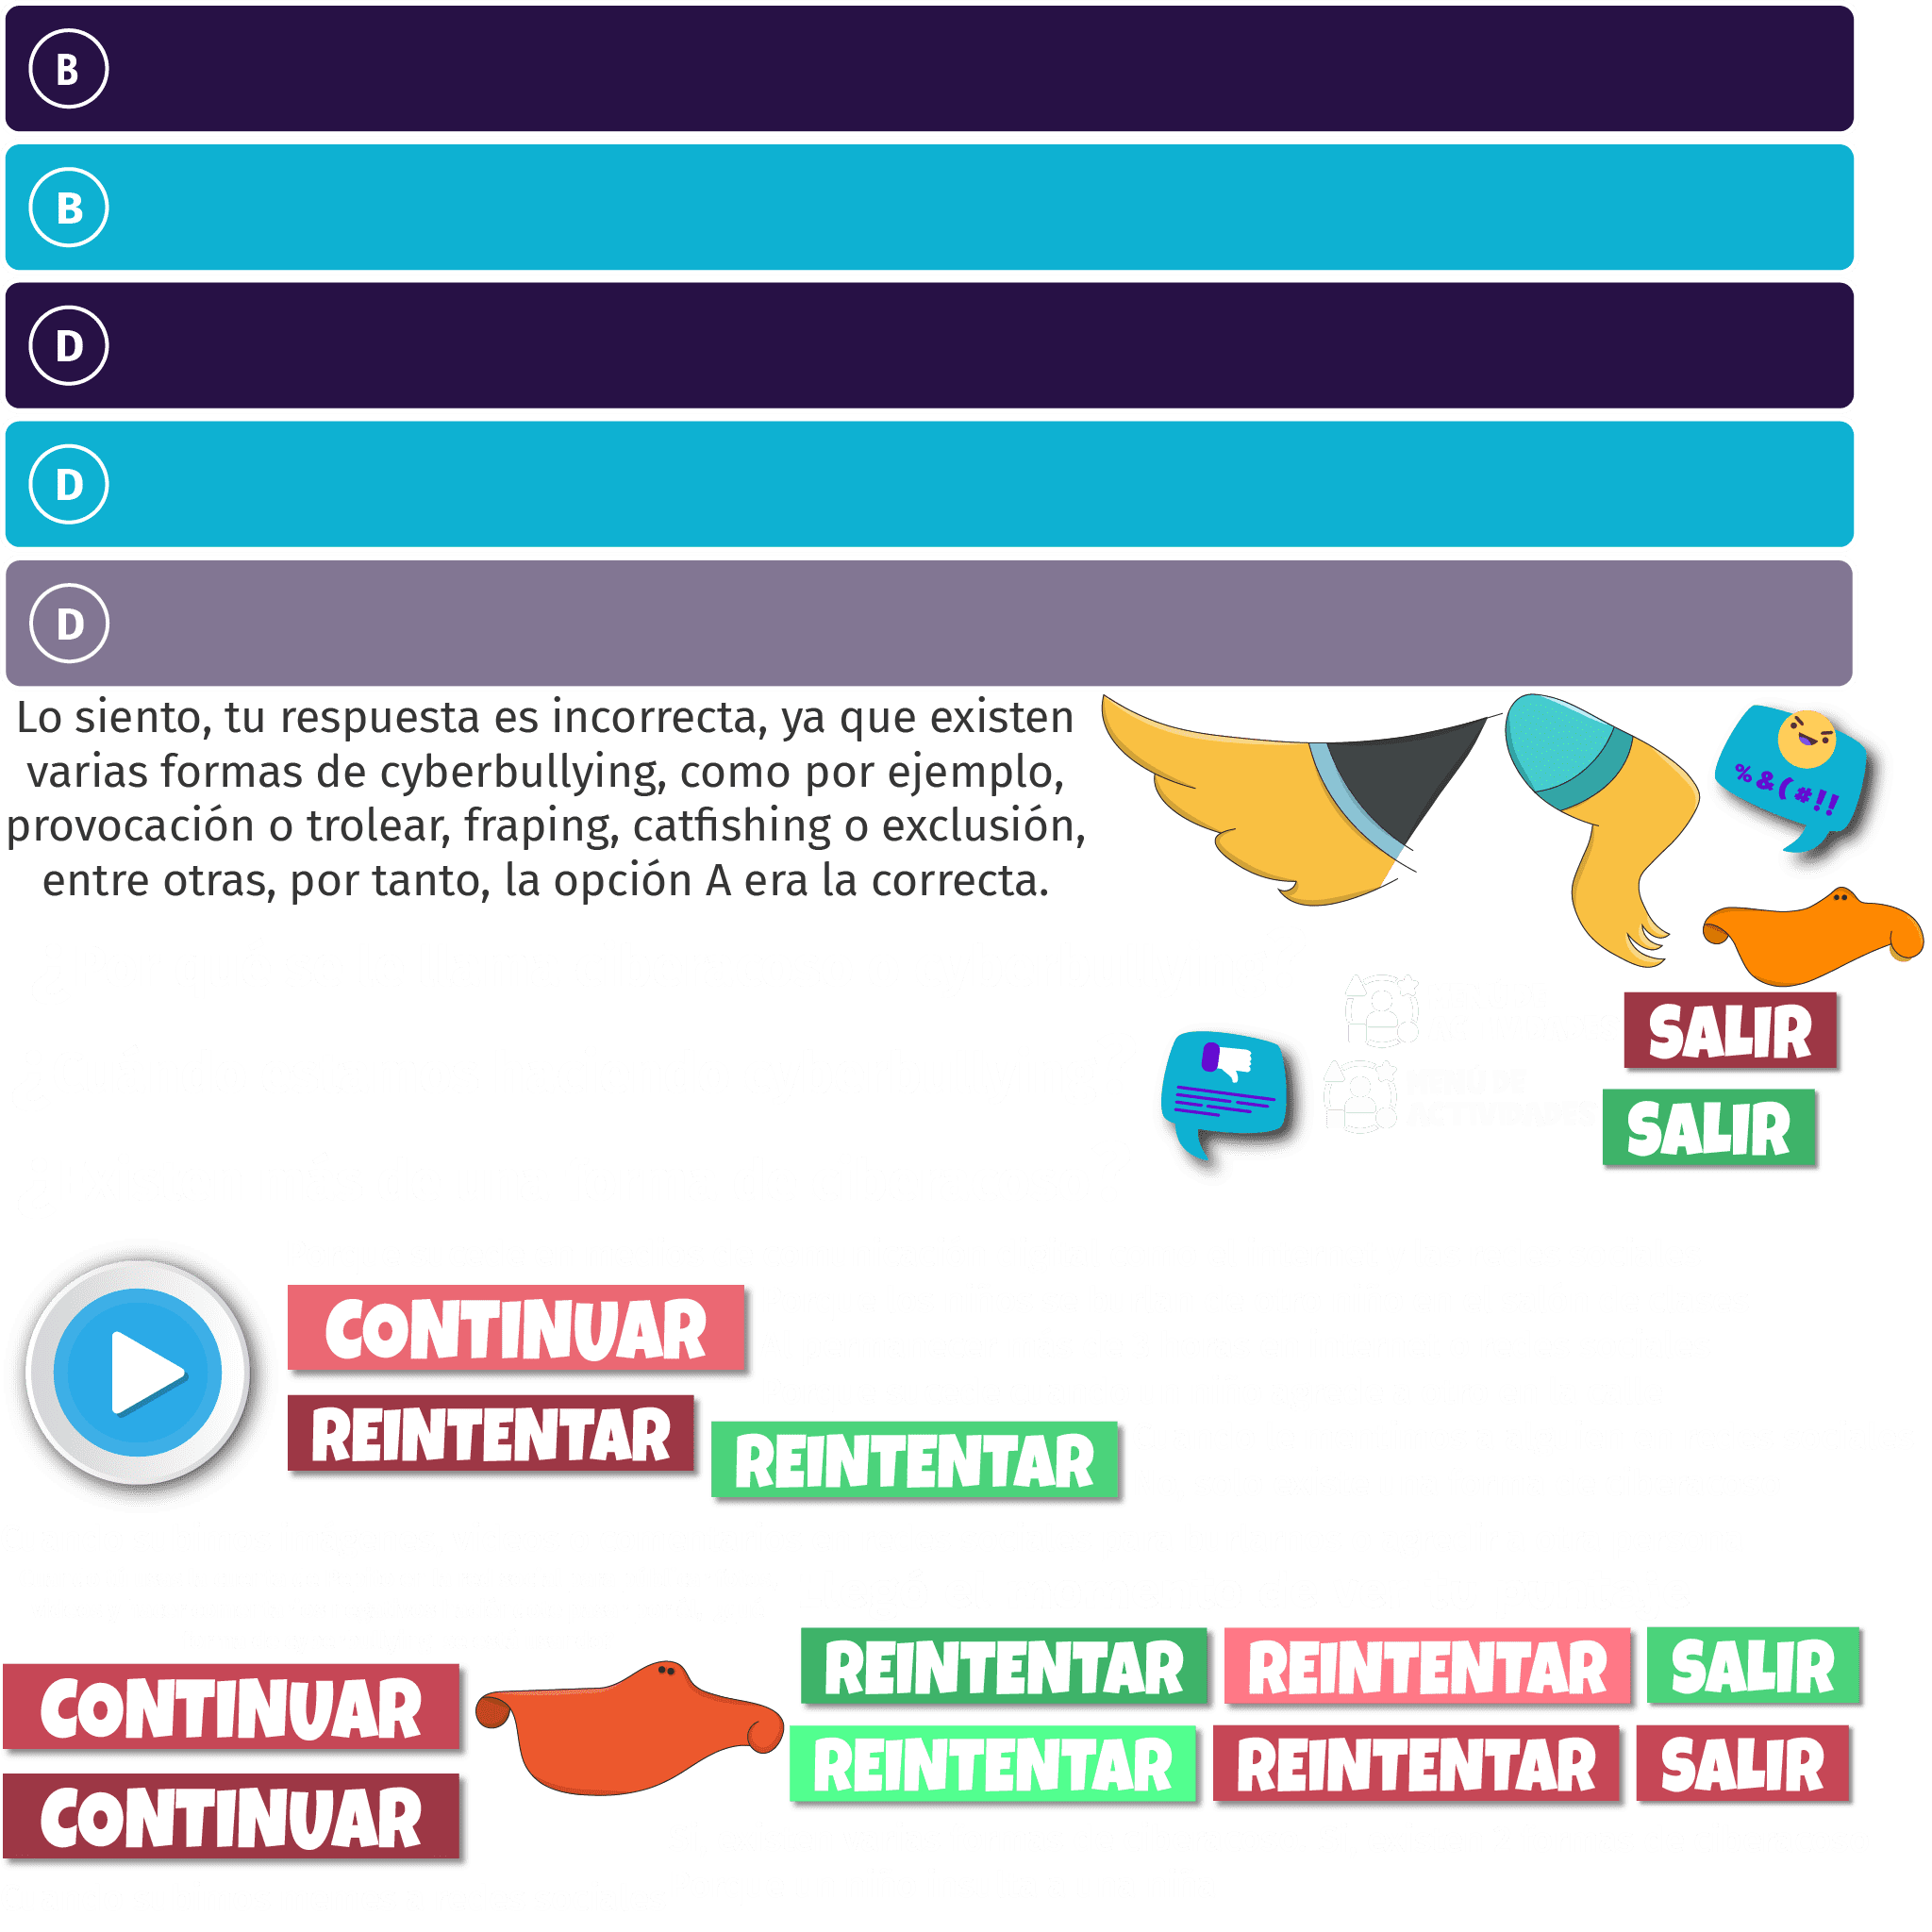 B
B
D
D
D
Lo siento, tu respuesta es incorrecta, ya que existen
varias formas de cyberbullying, como por ejemplo,
provocación o trolear, fraping, catfishing o exclusión,
entre otras, por tanto, la opción A era la correcta.
%&(#!!
SALIR
SALIR
CONTINUAR
REINTENTAR
REINTENTAR
REINTENTAR
REINTENTAR
SALIR
CONTINUAR
REINTENTAR
REINTENTAR
SALIR
CONTINUAR